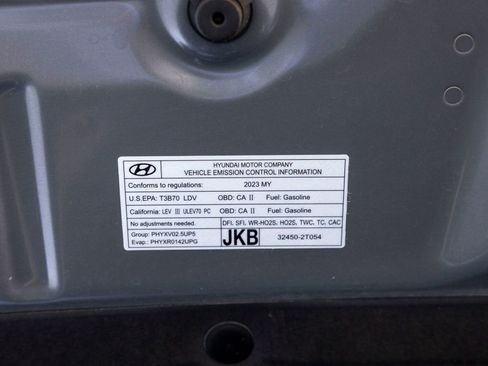 HYUNDAI MOTOR COMPANY
VEHICLE EMISSION CONTROL INFORMATION
Conforms to regulations: 2023 MY
U.S.EPA: T3B70 LDV OBD: CA II Fuel: Gasoline
California: LEV III ULEV70 PC OBD: CA II Fuel: Gasoline
No adjustments needed. DFI, SFI, WR-HO2S, HO2S, TWC, TC, CAC
Group: PHYXV02.5UP5
Evap.: PHYXR0142UPG
JKB 32450-2T054